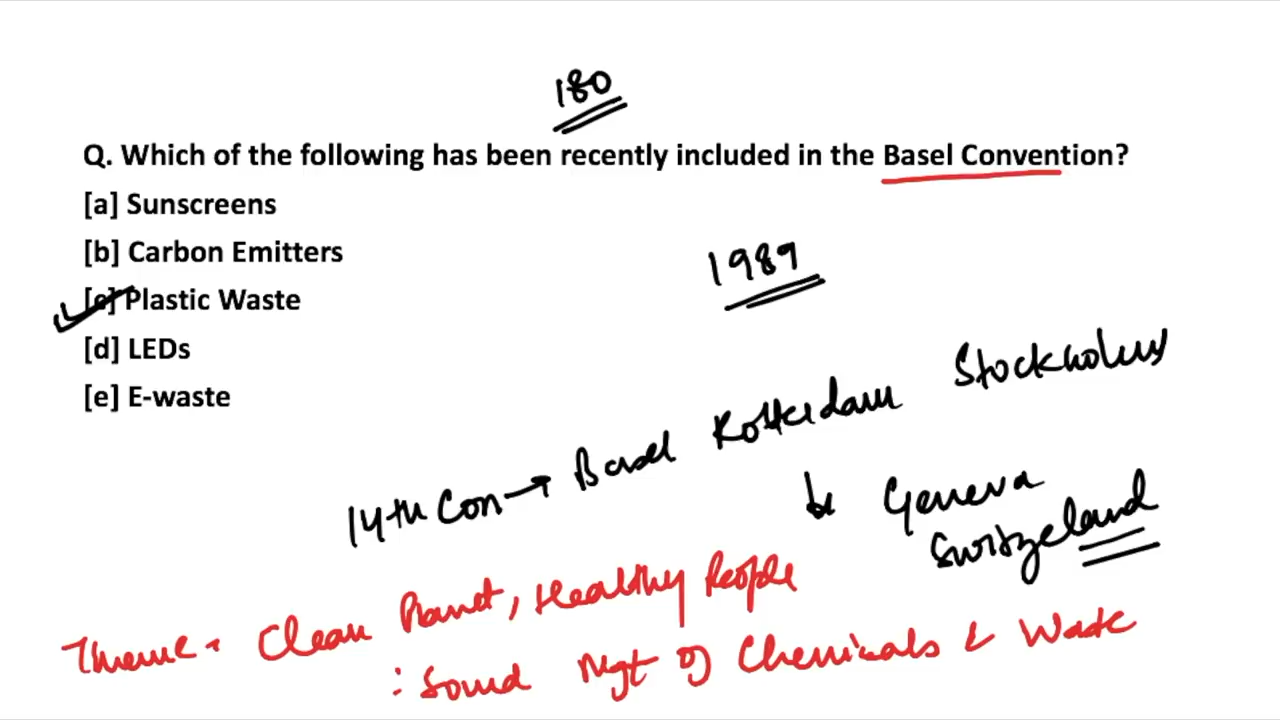 180
Q. Which of the following has been recently included in the Basel Convention?
[a] Sunscreens
[b] Carbon Emitters
[c] Plastic Waste
1989
[d] LEDs
[e] E-waste
14th Con → Basel Rotterdam Stockholm
↓ Geneva
Switzeland
Theme - Clean Planet, Healthy People
: Sound Mgt of Chemicals & Waste